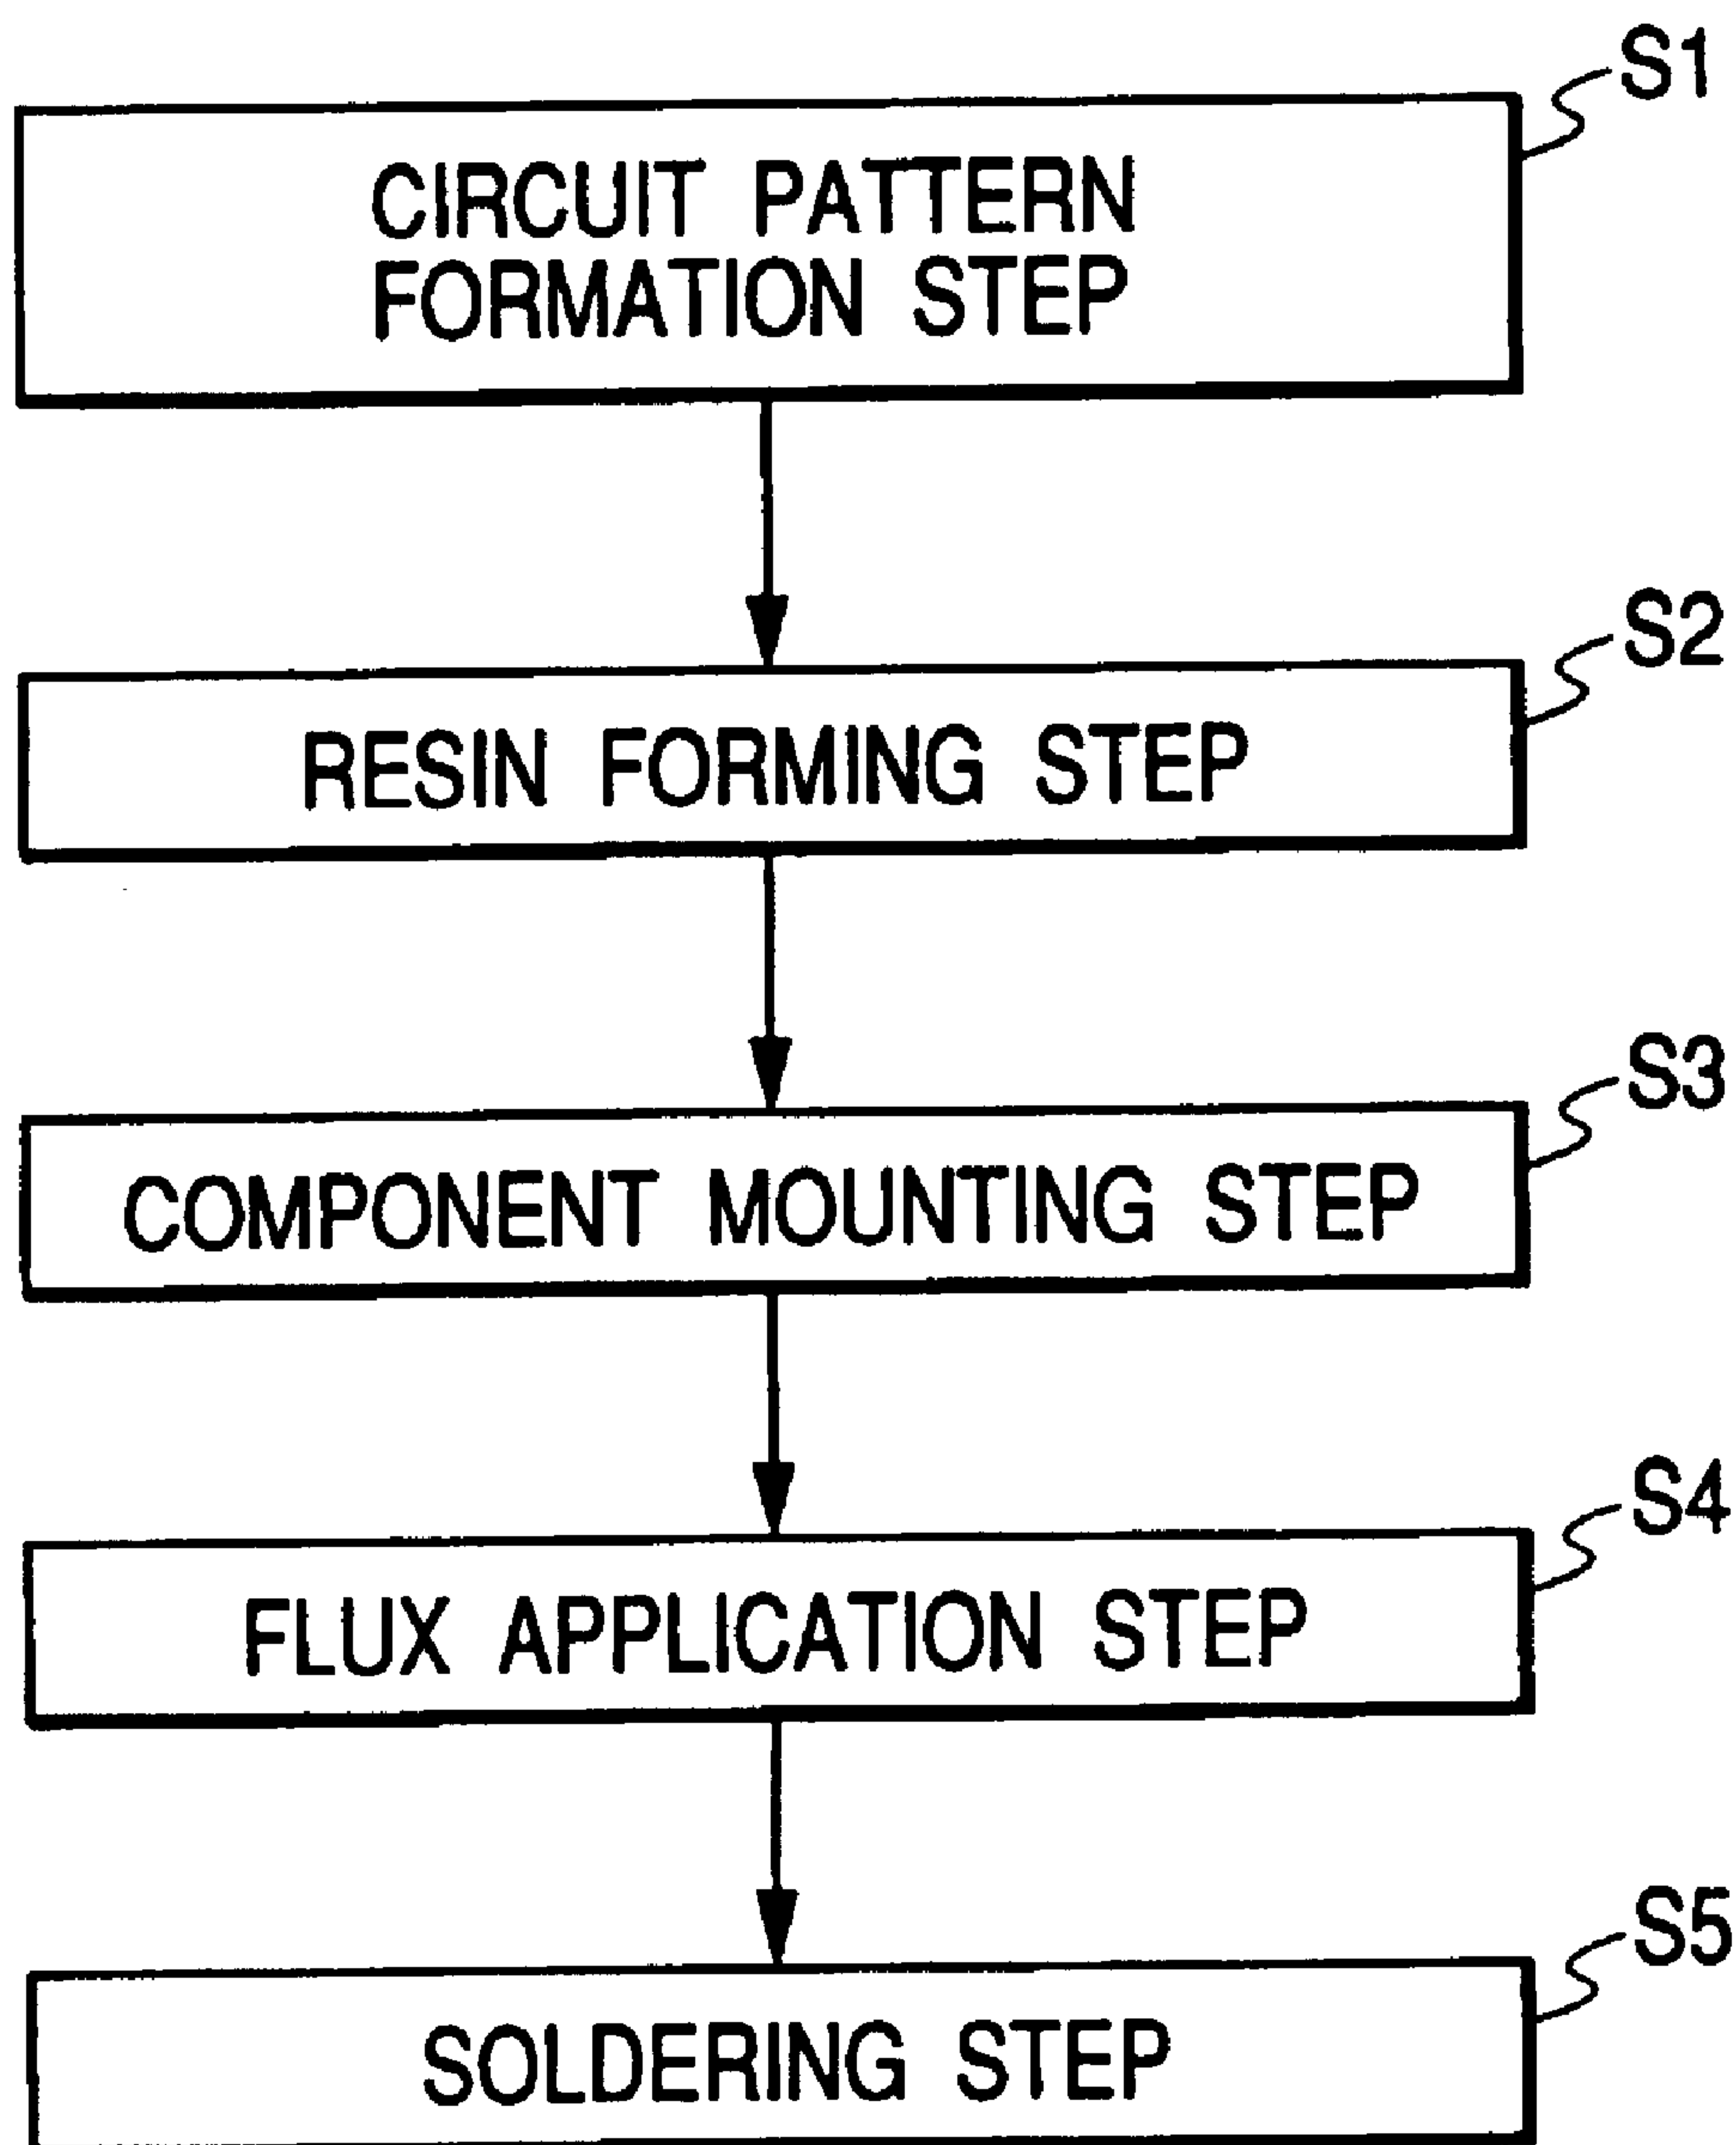 S1
CIRCUIT PATTERN
FORMATION STEP
S2
RESIN FORMING STEP
S3
COMPONENT MOUNTING STEP
S4
FLUX APPLICATION STEP
S5
SOLDERING STEP